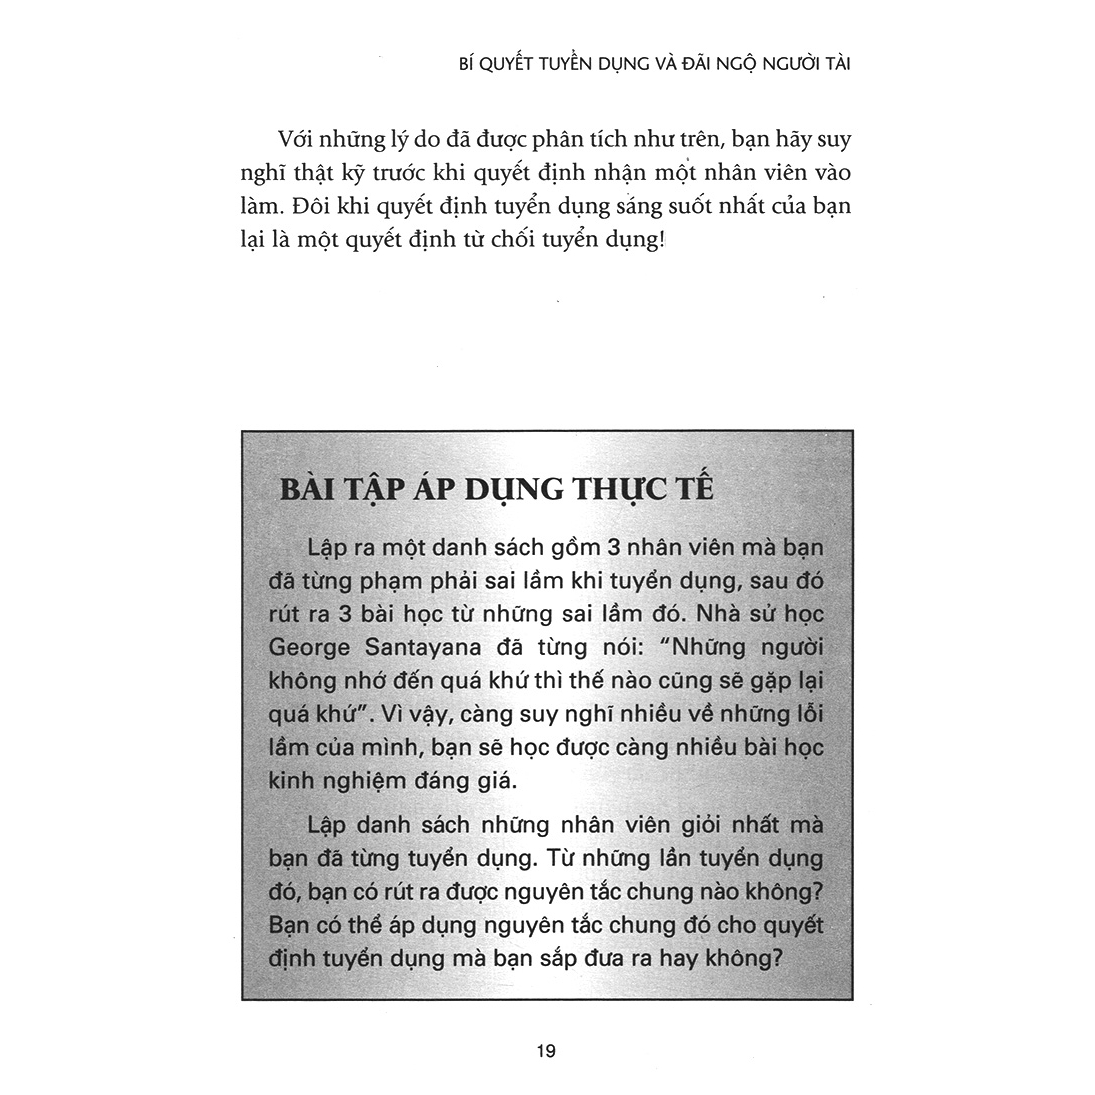 BÍ QUYẾT TUYỂN DỤNG VÀ ĐÃI NGỘ NGƯỜI TÀI
Với những lý do đã được phân tích như trên, bạn hãy suy
nghĩ thật kỹ trước khi quyết định nhận một nhân viên vào
làm. Đôi khi quyết định tuyển dụng sáng suốt nhất của bạn
lại là một quyết định từ chối tuyển dụng!
BÀI TẬP ÁP DỤNG THỰC TẾ
Lập ra một danh sách gồm 3 nhân viên mà bạn
đã từng phạm phải sai lầm khi tuyển dụng, sau đó
rút ra 3 bài học từ những sai lầm đó. Nhà sử học
George Santayana đã từng nói: “Những người
không nhớ đến quá khứ thì thế nào cũng sẽ gặp lại
quá khứ”. Vì vậy, càng suy nghĩ nhiều về những lỗi
lầm của mình, bạn sẽ học được càng nhiều bài học
kinh nghiệm đáng giá.
Lập danh sách những nhân viên giỏi nhất mà
bạn đã từng tuyển dụng. Từ những lần tuyển dụng
đó, bạn có rút ra được nguyên tắc chung nào không?
Bạn có thể áp dụng nguyên tắc chung đó cho quyết
định tuyển dụng mà bạn sắp đưa ra hay không?
19